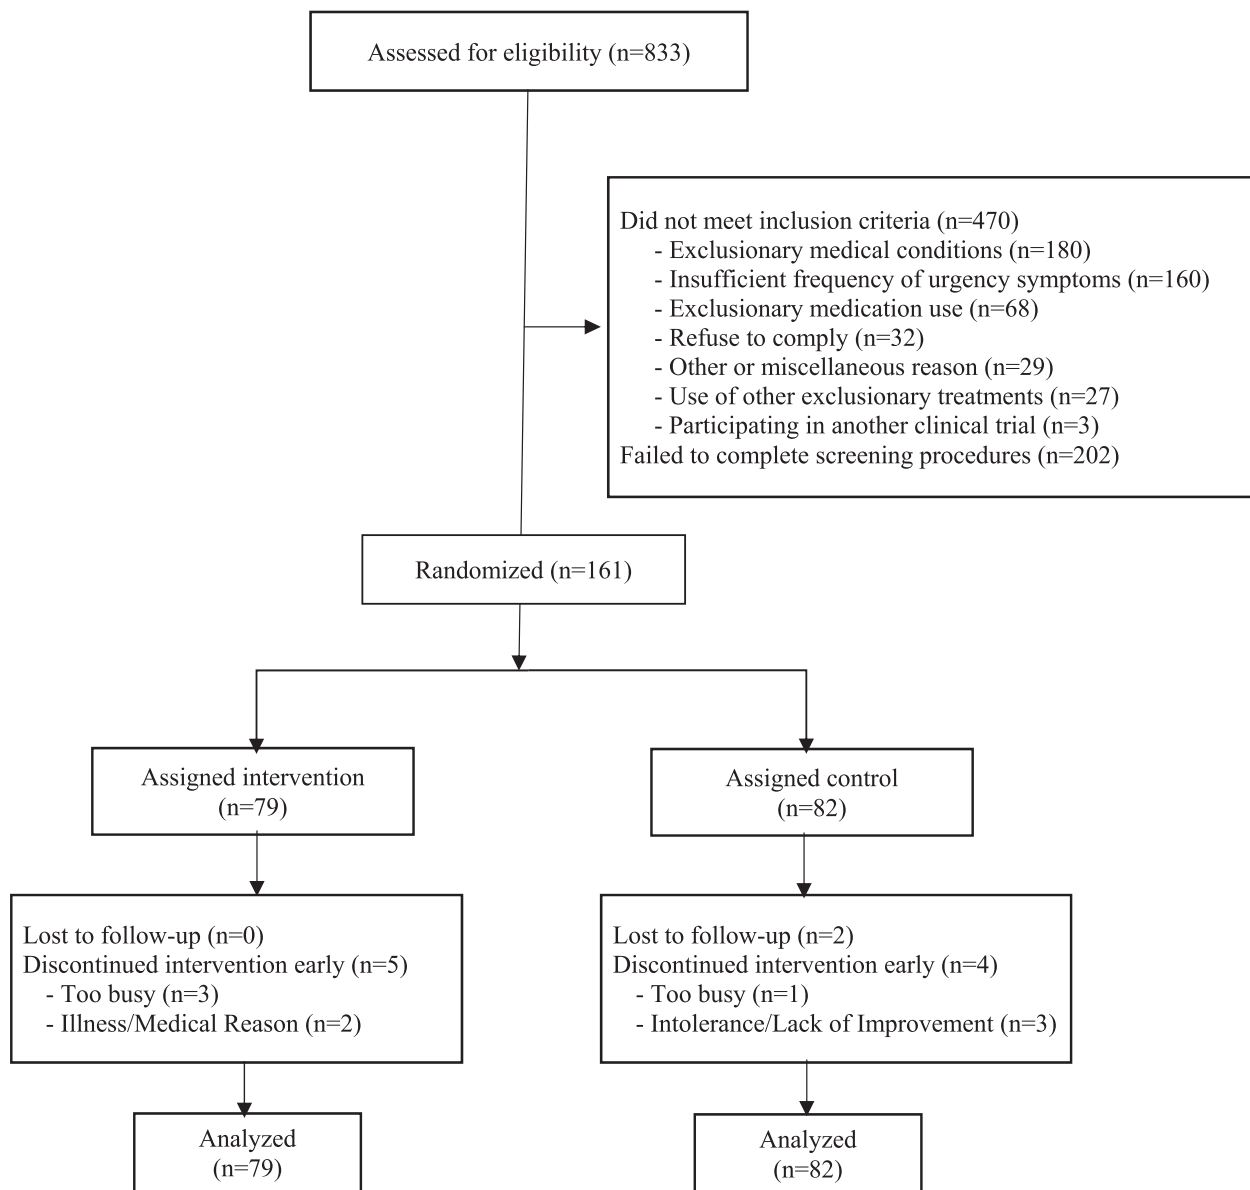 Assessed for eligibility (n=833)
Did not meet inclusion criteria (n=470)
- Exclusionary medical conditions (n=180)
- Insufficient frequency of urgency symptoms (n=160)
- Exclusionary medication use (n=68)
- Refuse to comply (n=32)
- Other or miscellaneous reason (n=29)
- Use of other exclusionary treatments (n=27)
- Participating in another clinical trial (n=3)
Failed to complete screening procedures (n=202)
Randomized (n=161)
Assigned intervention
(n=79)
Assigned control
(n=82)
Lost to follow-up (n=0)
Discontinued intervention early (n=5)
- Too busy (n=3)
- Illness/Medical Reason (n=2)
Lost to follow-up (n=2)
Discontinued intervention early (n=4)
- Too busy (n=1)
- Intolerance/Lack of Improvement (n=3)
Analyzed
(n=79)
Analyzed
(n=82)